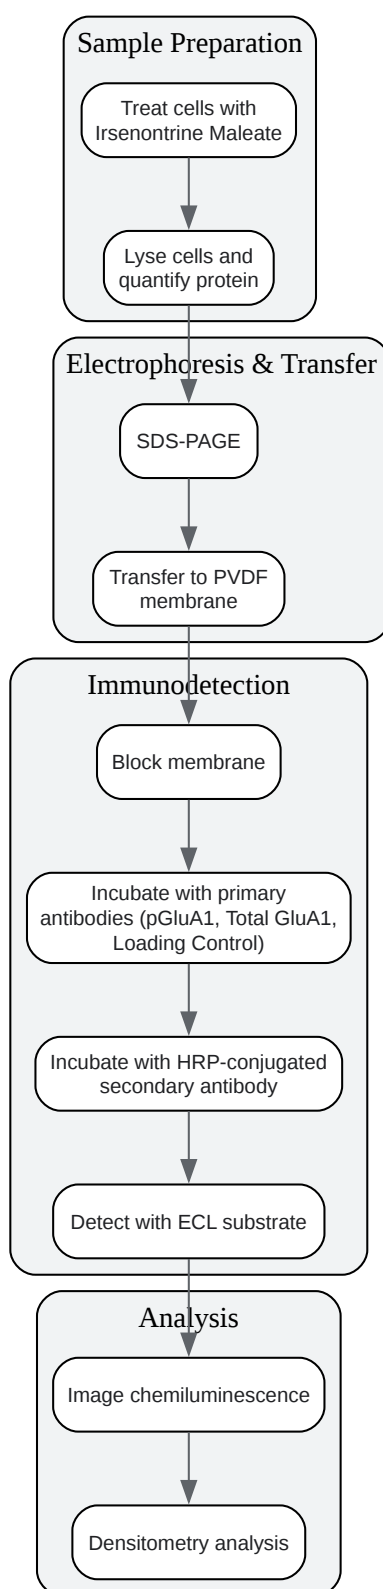 Sample Preparation
Treat cells with
Irsenontrine Maleate
Lyse cells and
quantify protein
Electrophoresis & Transfer
SDS-PAGE
Transfer to PVDF
membrane
Immunodetection
Block membrane
Incubate with primary
antibodies (pGluA1, Total GluA1,
Loading Control)
Incubate with HRP-conjugated
secondary antibody
Detect with ECL substrate
Analysis
Image chemiluminescence
Densitometry analysis